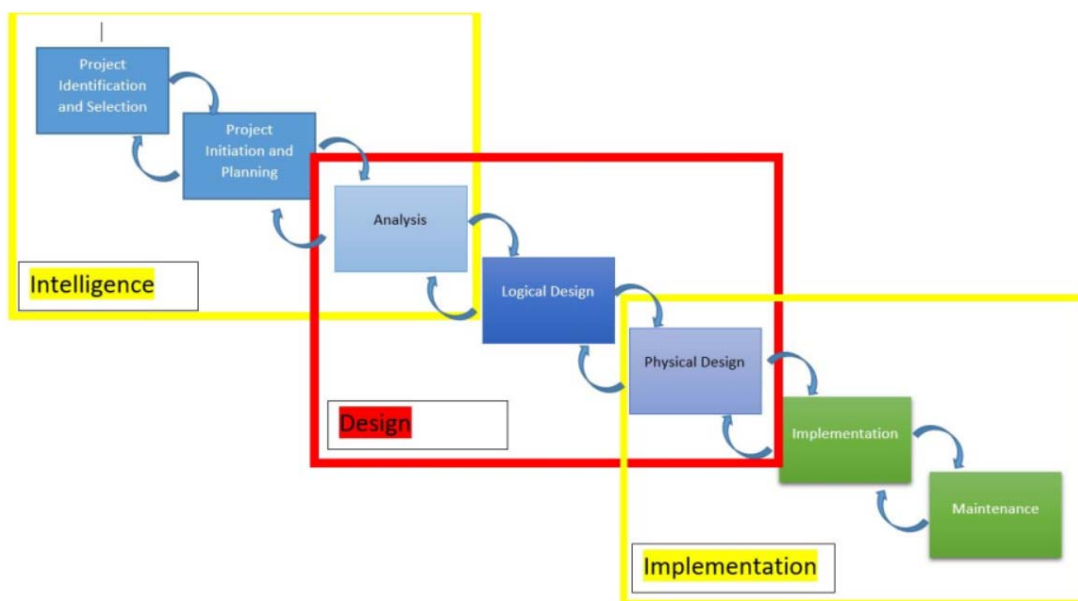 Project
Identification
and Selection
Project
Initiation and
Planning
Analysis
Intelligence
Logical Design
Physical Design
Design
Implementation
Maintenance
Implementation